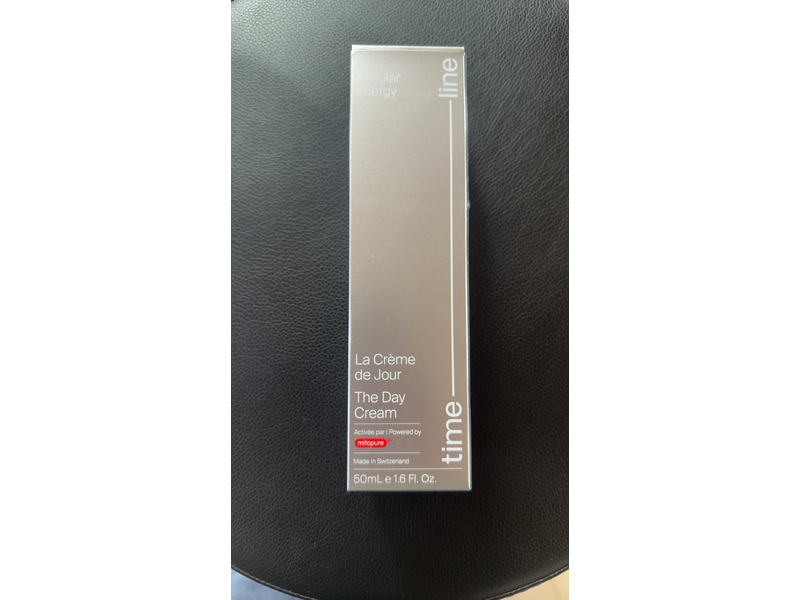 cellular
energy
time—line
La Crème
de Jour
The Day
Cream
Activée par | Powered by
mitopure
Made in Switzerland
50mL e 1.6 Fl. Oz.